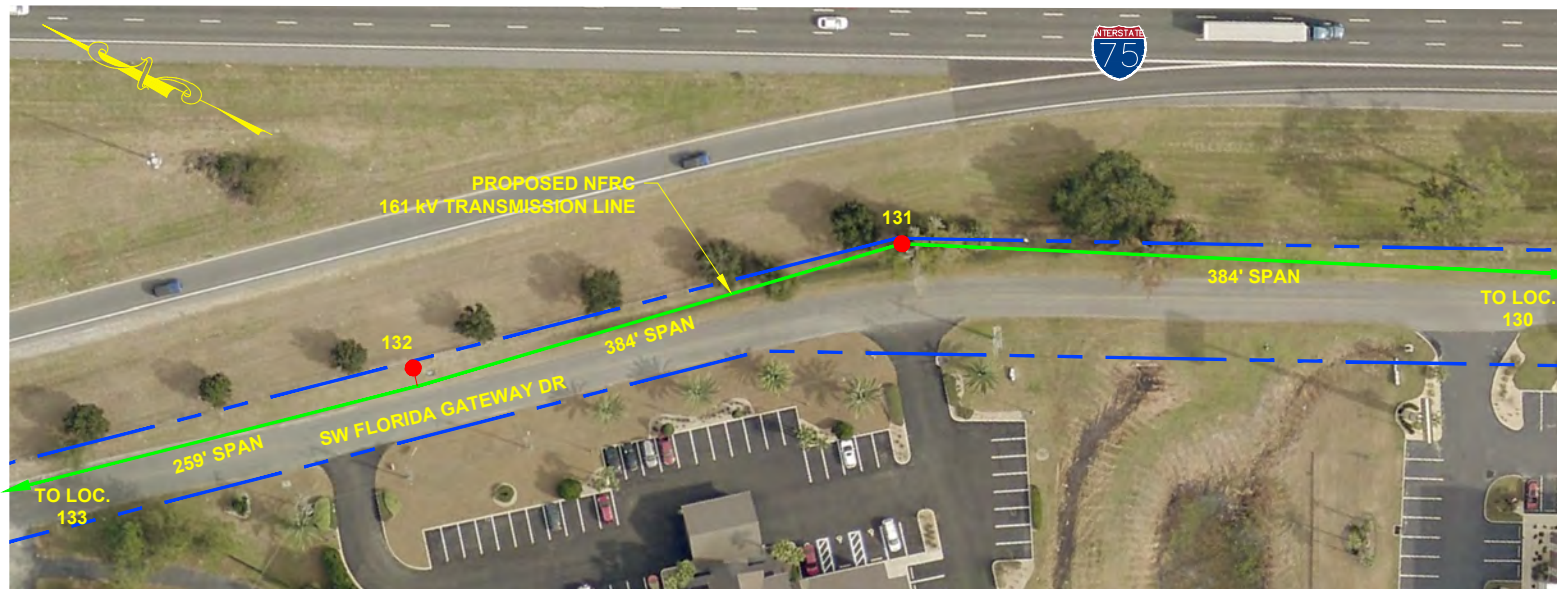 INTERSTATE
75
PROPOSED NFRC
161 kV TRANSMISSION LINE
131
384' SPAN
TO LOC.
130
132
384' SPAN
SW FLORIDA GATEWAY DR
259' SPAN
TO LOC.
133